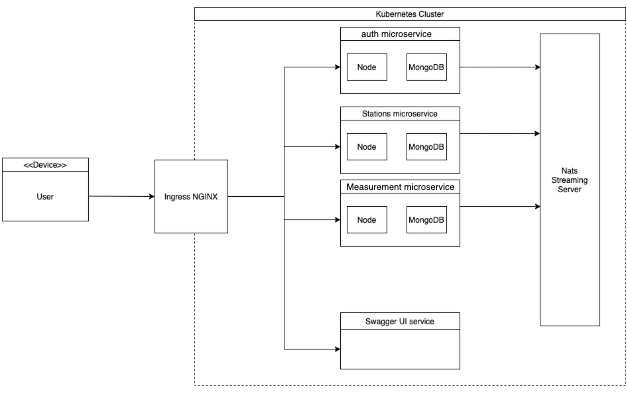 Kubernetes Cluster
auth microservice
Node
MongoDB
Stations microservice
Node
MongoDB
<<Device>>
User
Ingress NGINX
Measurement microservice
Node
MongoDB
Nats
Streaming
Server
Swagger UI service